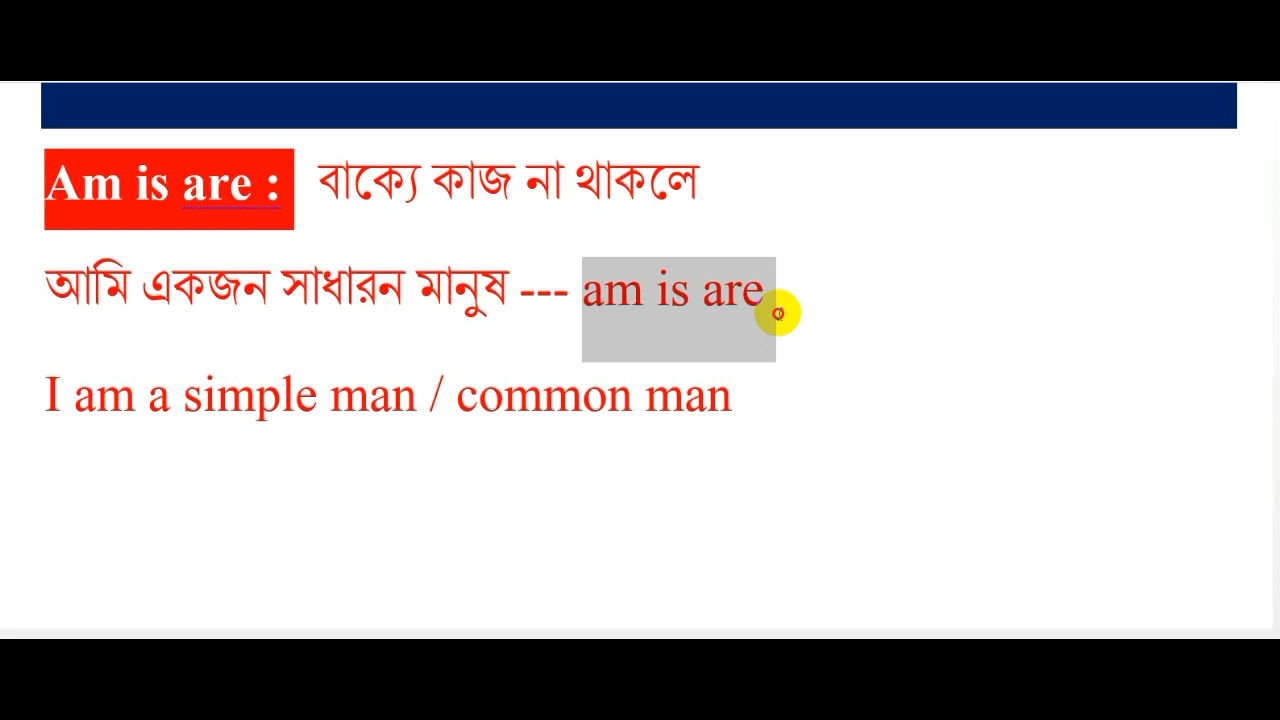 Am is are : বাক্যে কাজ না থাকলে
আমি একজন সাধারন মানুষ --- am is are
I am a simple man / common man